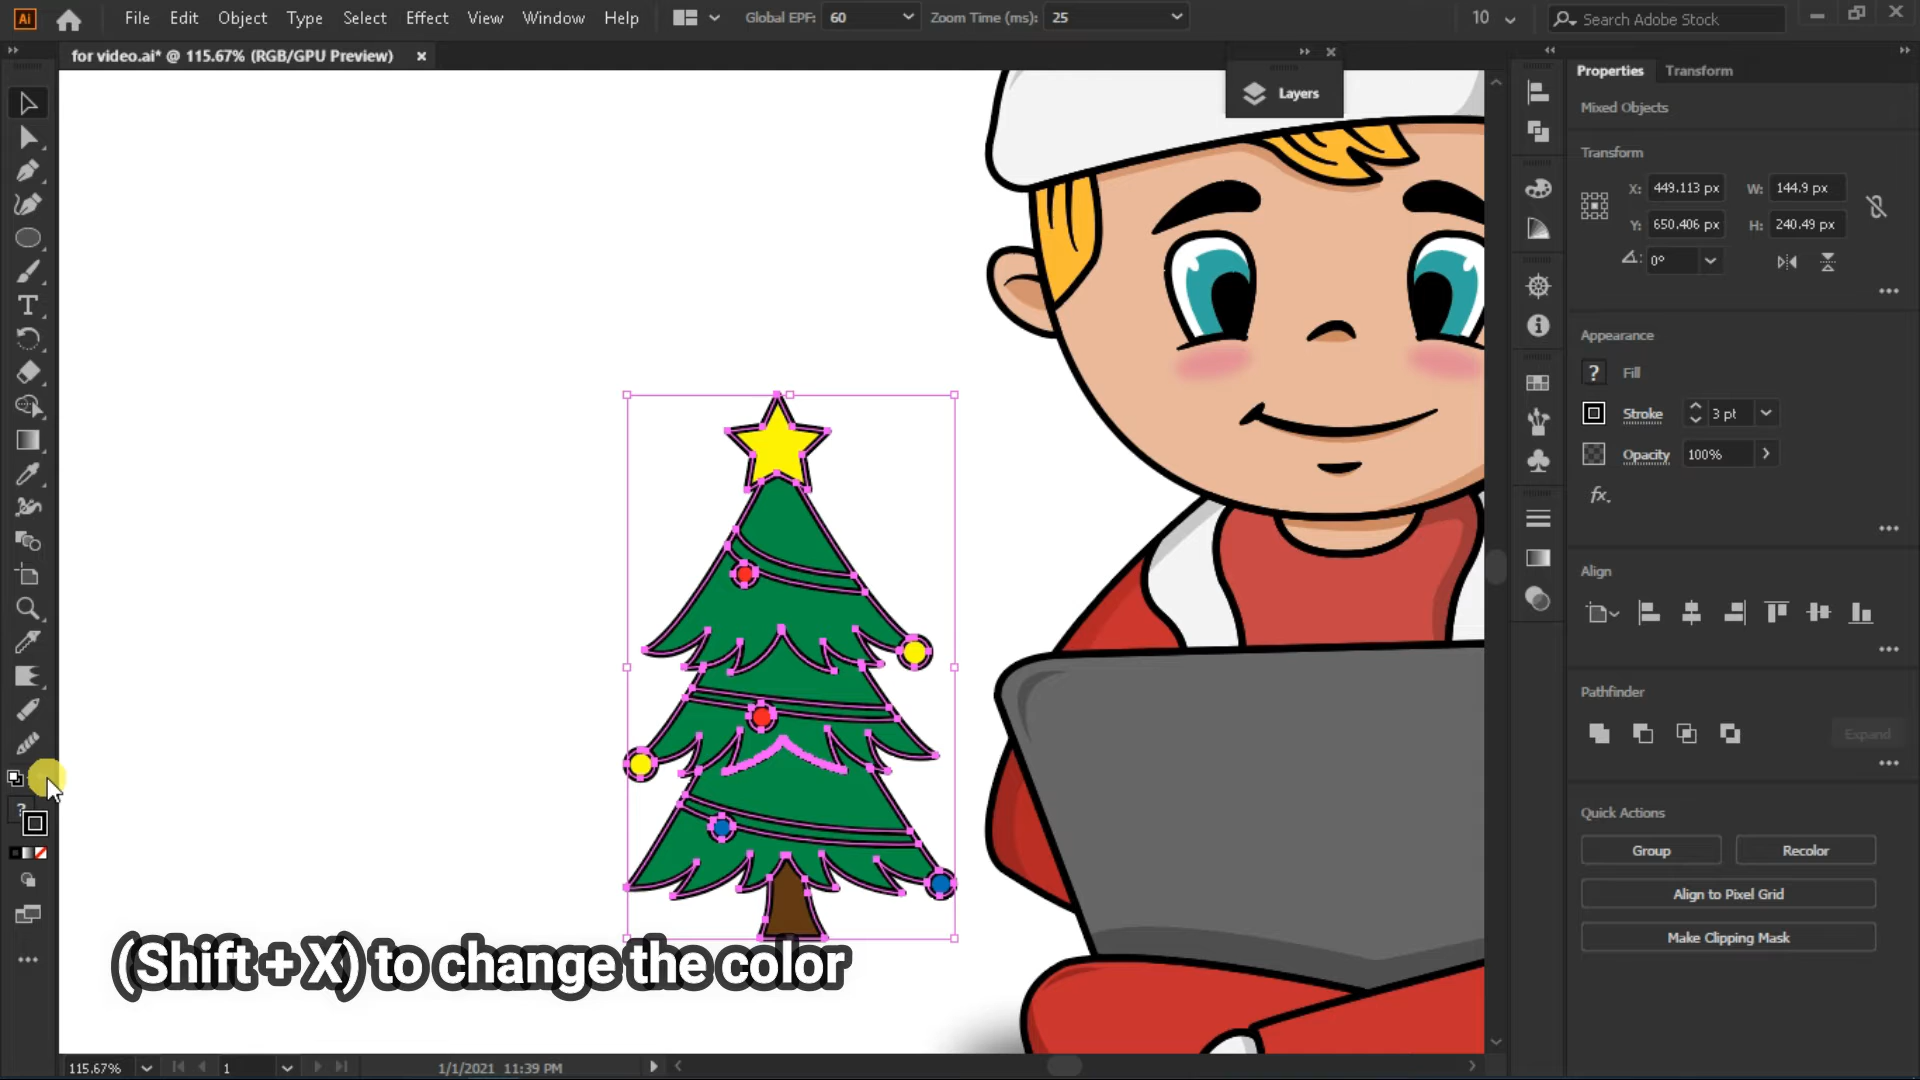 Ai File Edit Object Type Select Effect View Window Help Global EPF: 60 Zoom Time (ms): 25 10 Search Adobe Stock
for video.ai* @ 115.67% (RGB/GPU Preview)
Layers
Properties Transform
Mixed Objects
Transform
X: 449.113 px W: 144.9 px
Y: 650.406 px H: 240.49 px
0°
Appearance
? Fill
Stroke 3 pt
Opacity 100%
fx.
Align
Pathfinder
Expand
Quick Actions
Group Recolor
Align to Pixel Grid
Make Clipping Mask
T
?
(Shift + X) to change the color
115.67% 1 1/1/2021 11:39 PM